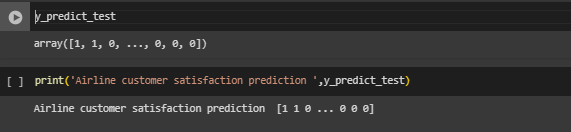 y_predict_test
array([1, 1, 0, ..., 0, 0, 0])
[ ] print('Airline customer satisfaction prediction ',y_predict_test)
Airline customer satisfaction prediction  [1 1 0 ... 0 0 0]